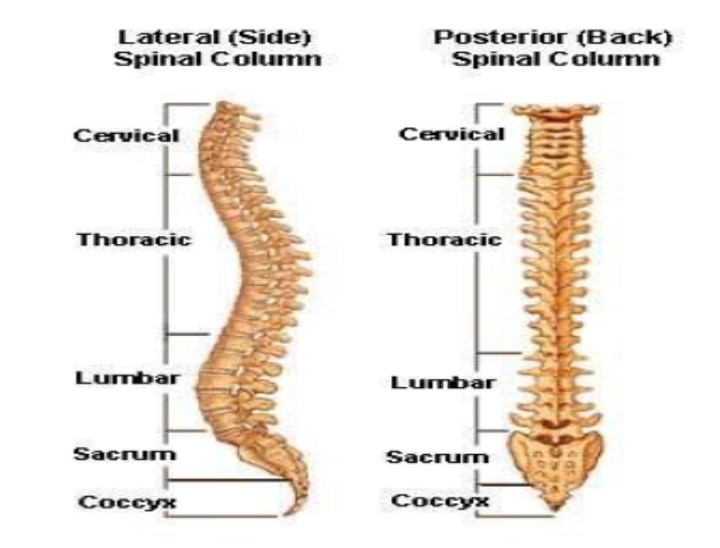 Lateral (Side)
Spinal Column
Cervical
Thoracic
Lumbar
Sacrum
Coccyx
Posterior (Back)
Spinal Column
Cervical
Thoracic
Lumbar
Sacrum
Coccyx